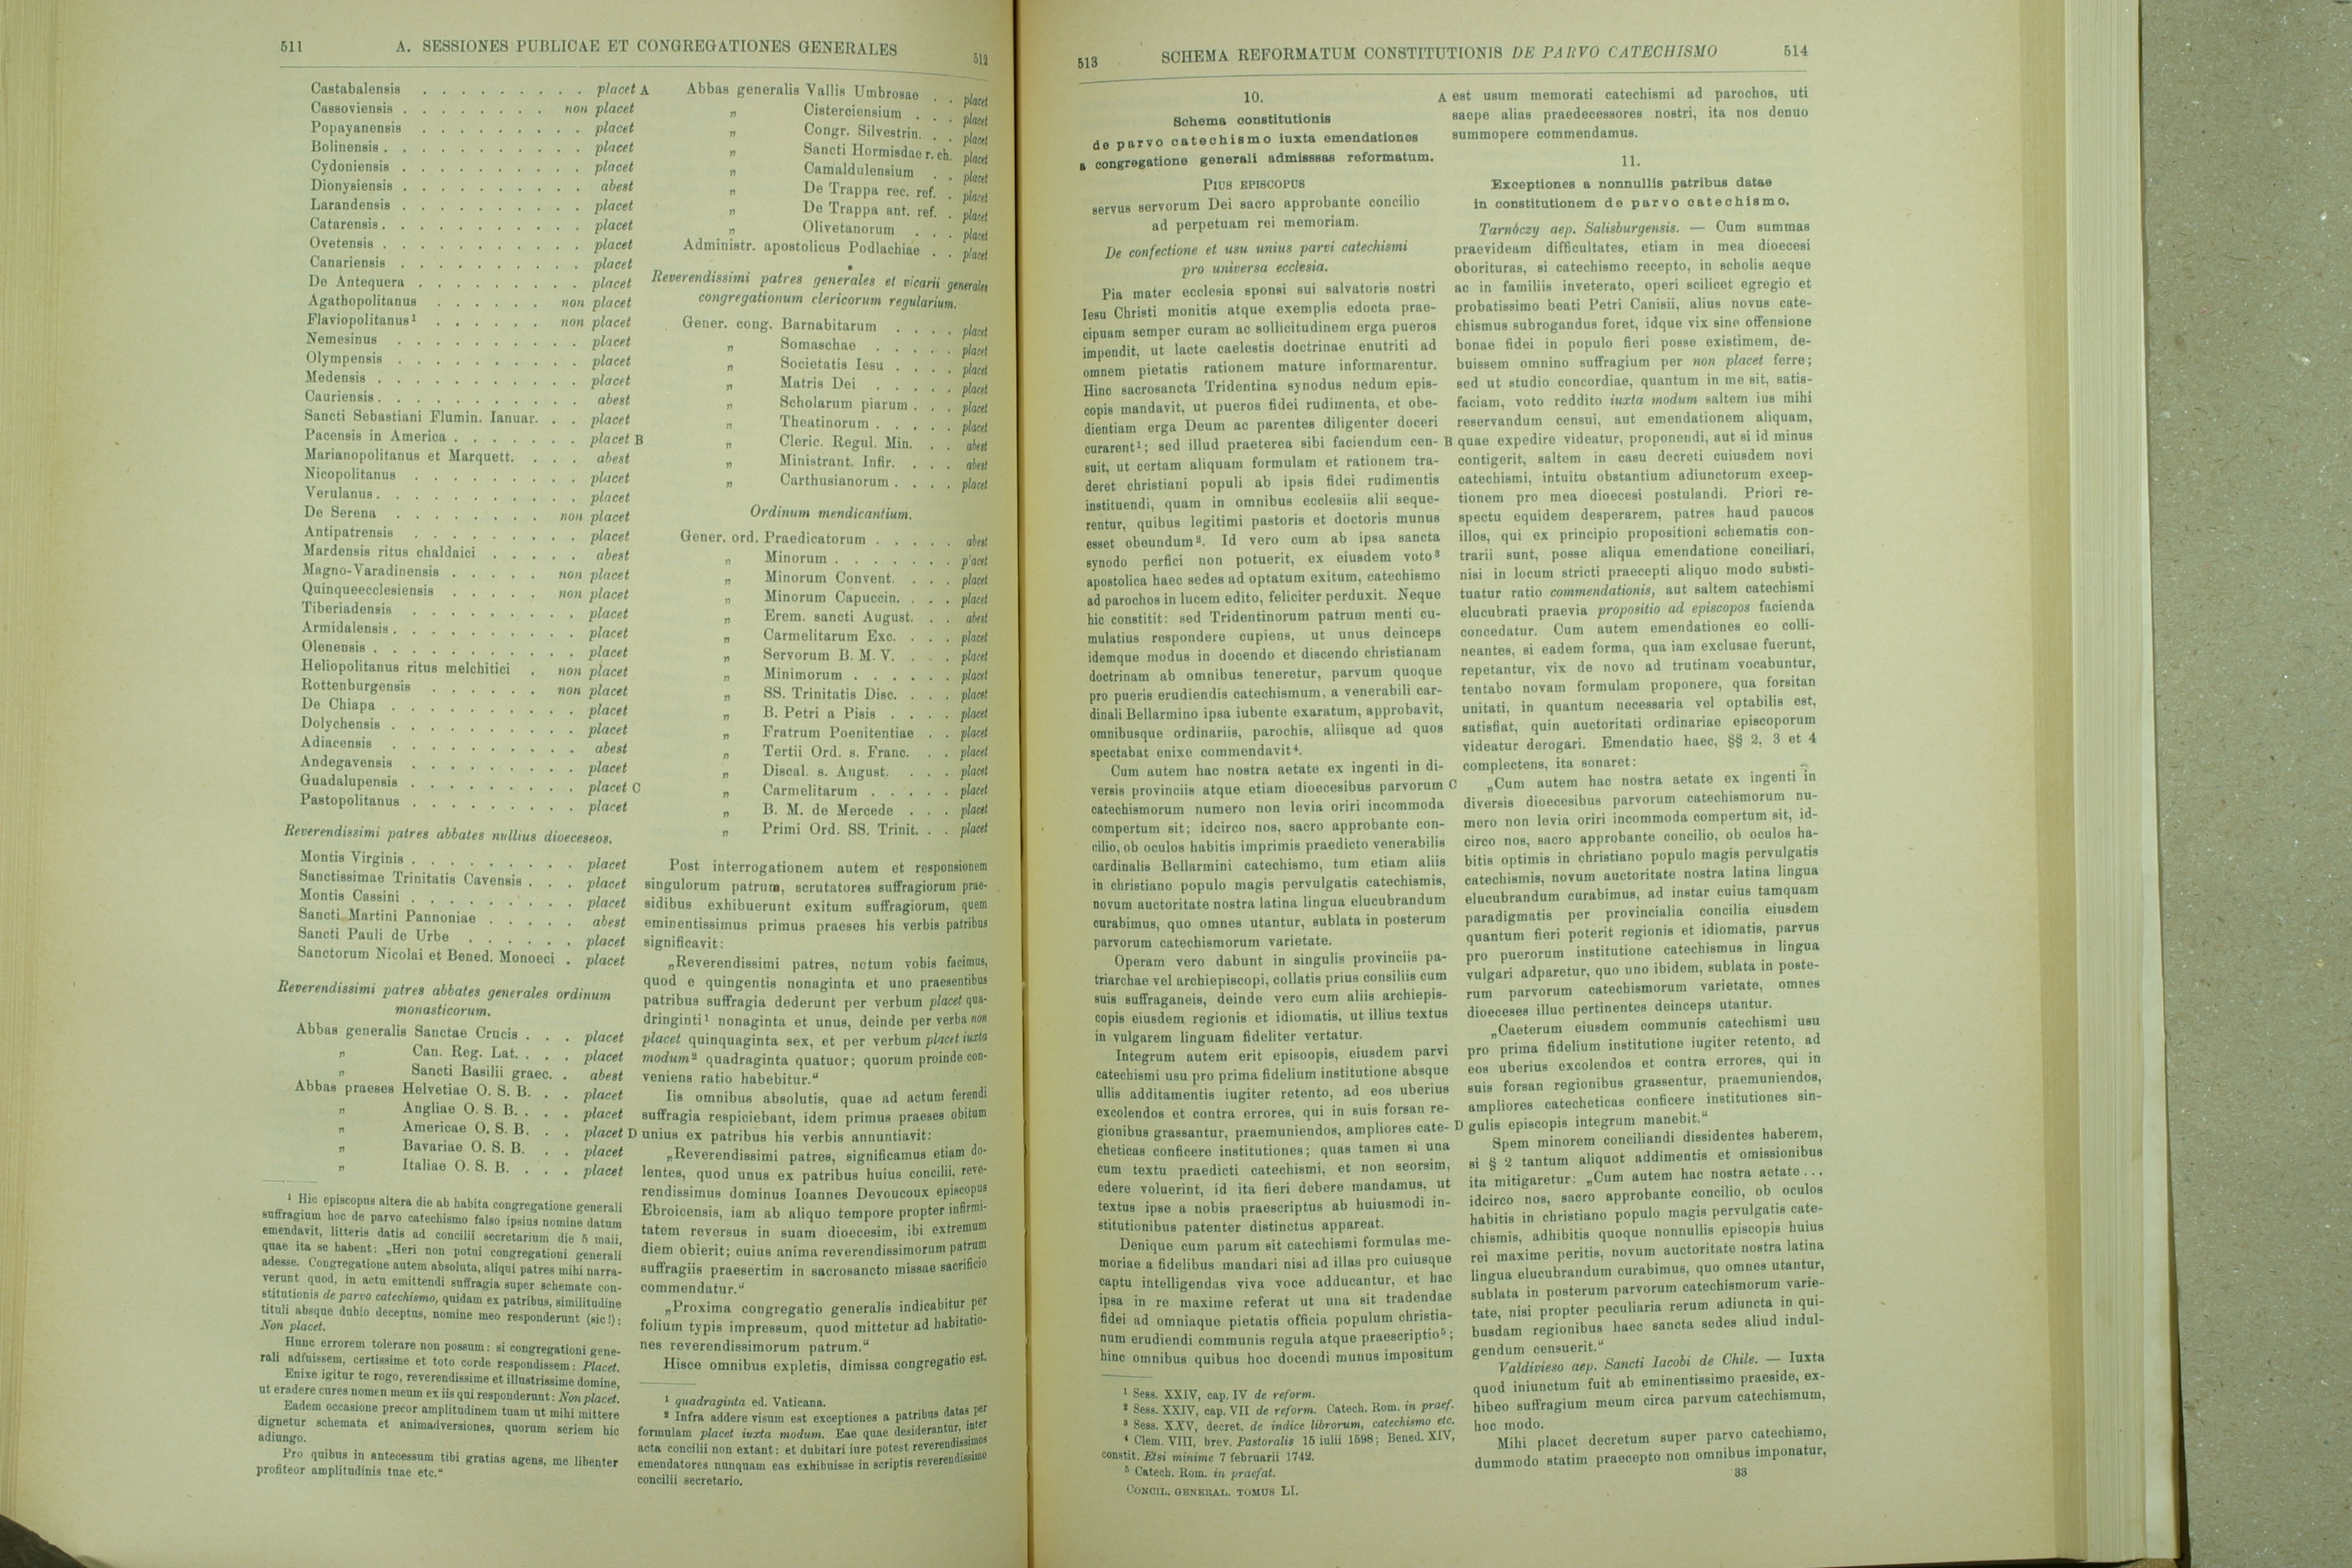 511 A. SESSIONES PUBLICAE ET CONGREGATIONES GENERALES 512
Castabalensis . . . . . . . . . placet A
Cassoviensis . . . . . . . . non placet
Popayanensis . . . . . . . . . placet
Bolinensis . . . . . . . . . . . placet
Cydoniensis . . . . . . . . . . placet
Dionysiensis . . . . . . . . . . abest
Larandensis . . . . . . . . . . placet
Catarensis . . . . . . . . . . . placet
Ovetensis . . . . . . . . . . . placet
Canariensis . . . . . . . . . . placet
De Antequera . . . . . . . . . placet
Agathopolitanus . . . . . . non placet
Flaviopolitanus¹ . . . . . . non placet
Nemesinus . . . . . . . . . . placet
Olympensis . . . . . . . . . . placet
Medensis . . . . . . . . . . . placet
Cauriensis . . . . . . . . . . . abest
Sancti Sebastiani Flumin. Ianuar. . . placet
Pacensis in America . . . . . . . placet B
Marianopolitanus et Marquett. . . . abest
Nicopolitanus . . . . . . . . . placet
Verulanus . . . . . . . . . . . placet
De Serena . . . . . . . . non placet
Antipatrensis . . . . . . . . . placet
Mardensis ritus chaldaici . . . . . abest
Magno-Varadinensis . . . . . non placet
Quinqueecclesiensis . . . . . non placet
Tiberiadensis . . . . . . . . . placet
Armidalensis . . . . . . . . . . placet
Olenensis . . . . . . . . . . . placet
Heliopolitanus ritus melchitici . non placet
Rottenburgensis . . . . . . non placet
De Chiapa . . . . . . . . . . placet
Dolychensis . . . . . . . . . . placet
Adiacensis . . . . . . . . . . abest
Andegavensis . . . . . . . . . placet
Guadalupensis . . . . . . . . . placet C
Pastopolitanus . . . . . . . . . placet
Reverendissimi patres abbates nullius dioeceseos.
Montis Virginis . . . . . . . . . placet
Sanctissimae Trinitatis Cavensis . . . placet
Montis Cassini . . . . . . . . . placet
Sancti Martini Pannoniae . . . . . abest
Sancti Pauli de Urbe . . . . . . placet
Sanctorum Nicolai et Bened. Monoeci . placet
Reverendissimi patres abbates generales ordinum
monasticorum.
Abbas generalis Sanctae Crucis . . . placet
„ Can. Reg. Lat. . . . placet
„ Sancti Basilii graec. . abest
Abbas praeses Helvetiae O. S. B. . . placet
„ Angliae O. S. B. . . . placet
„ Americae O. S. B. . . placet D
„ Bavariae O. S. B. . . placet
„ Italiae O. S. B. . . . placet
¹ Hic episcopus altera die ab habita congregatione generali
suffragium hoc de parvo catechismo falso ipsius nomine datum
emendavit, litteris datis ad concilii secretarium die 5 maii,
quae ita se habent: „Heri non potui congregationi generali
adesse. Congregatione autem absoluta, aliqui patres mihi narra-
verunt quod, in actu emittendi suffragia super schemate con-
stitutionis de parvo catechismo, quidam ex patribus, similitudine
tituli absque dubio deceptus, nomine meo responderunt (sic!):
Non placet.
Hunc errorem tolerare non possum: si congregationi gene-
rali adfuissem, certissime et toto corde respondissem: Placet.
Enixe igitur te rogo, reverendissime et illustrissime domine,
ut eradere cures nomen meum ex iis qui responderunt: Non placet.
Eadem occasione precor amplitudinem tuam ut mihi mittere
dignetur schemata et animadversiones, quorum seriem hic
adiungo.
Pro quibus in antecessum tibi gratias agens, me libenter
profiteor amplitudinis tuae etc."
Abbas generalis Vallis Umbrosae . . placet
„ Cisterciensium . . . placet
„ Congr. Silvestrin. . . placet
„ Sancti Hormisdae r. ch. placet
„ Camaldulensium . . placet
„ De Trappa rec. ref. . placet
„ De Trappa ant. ref. . placet
„ Olivetanorum . . . placet
Administr. apostolicus Podlachiae . . p'acet
Reverendissimi patres generales et vicarii generales
congregationum clericorum regularium.
Gener. cong. Barnabitarum . . . . placet
„ Somaschae . . . . . placet
„ Societatis Iesu . . . . placet
„ Matris Dei . . . . . placet
„ Scholarum piarum . . . placet
„ Theatinorum . . . . . placet
„ Cleric. Regul. Min. . . abest
„ Ministrant. Infir. . . . abest
„ Carthusianorum . . . . placet
Ordinum mendicantium.
Gener. ord. Praedicatorum . . . . . abest
„ Minorum . . . . . . . p'acet
„ Minorum Convent. . . . placet
„ Minorum Capuccin. . . . placet
„ Erem. sancti August. . . abest
„ Carmelitarum Exc. . . . placet
„ Servorum B. M. V. . . . placet
„ Minimorum . . . . . . placet
„ SS. Trinitatis Disc. . . . placet
„ B. Petri a Pisis . . . . placet
„ Fratrum Poenitentiae . . placet
„ Tertii Ord. s. Franc. . . placet
„ Discal. s. August. . . . placet
„ Carmelitarum . . . . . placet
„ B. M. de Mercede . . . placet
„ Primi Ord. SS. Trinit. . . placet
Post interrogationem autem et responsionem
singulorum patrum, scrutatores suffragiorum prae-
sidibus exhibuerunt exitum suffragiorum, quem
eminentissimus primus praeses his verbis patribus
significavit:
„Reverendissimi patres, notum vobis facimus,
quod e quingentis nonaginta et uno praesentibus
patribus suffragia dederunt per verbum placet qua-
dringinti¹ nonaginta et unus, deinde per verba non
placet quinquaginta sex, et per verbum placet iuxta
modum² quadraginta quatuor; quorum proinde con-
veniens ratio habebitur."
Iis omnibus absolutis, quae ad actum ferendi
suffragia respiciebant, idem primus praeses obitum
unius ex patribus his verbis annuntiavit:
„Reverendissimi patres, significamus etiam do-
lentes, quod unus ex patribus huius concilii, reve-
rendissimus dominus Ioannes Devoucoux episcopus
Ebroicensis, iam ab aliquo tempore propter infirmi-
tatem reversus in suam dioecesim, ibi extremum
diem obierit; cuius anima reverendissimorum patrum
suffragiis praesertim in sacrosancto missae sacrificio
commendatur."
„Proxima congregatio generalis indicabitur per
folium typis impressum, quod mittetur ad habitatio-
nes reverendissimorum patrum."
Hisce omnibus expletis, dimissa congregatio est.
¹ quadraginta ed. Vaticana.
² Infra addere visum est exceptiones a patribus datas per
formulam placet iuxta modum. Eae quae desiderantur, inter
acta concilii non extant: et dubitari iure potest reverendissimos
emendatores nunquam eas exhibuisse in scriptis reverendissimo
concilii secretario.
513 SCHEMA REFORMATUM CONSTITUTIONIS DE PARVO CATECHISMO 514
10.
Schema constitutionis
de parvo catechismo iuxta emendationes
a congregatione generali admisssas reformatum.
PIUS EPISCOPUS
servus servorum Dei sacro approbante concilio
ad perpetuam rei memoriam.
De confectione et usu unius parvi catechismi
pro universa ecclesia.
Pia mater ecclesia sponsi sui salvatoris nostri
Iesu Christi monitis atque exemplis edocta prae-
cipuam semper curam ac sollicitudinem erga pueros
impendit, ut lacte caelestis doctrinae enutriti ad
omnem pietatis rationem mature informarentur.
Hinc sacrosancta Tridentina synodus nedum epis-
copis mandavit, ut pueros fidei rudimenta, et obe-
dientiam erga Deum ac parentes diligenter doceri
curarent¹; sed illud praeterea sibi faciendum cen- B
suit, ut certam aliquam formulam et rationem tra-
deret christiani populi ab ipsis fidei rudimentis
instituendi, quam in omnibus ecclesiis alii seque-
rentur, quibus legitimi pastoris et doctoris munus
esset obeundum². Id vero cum ab ipsa sancta
synodo perfici non potuerit, ex eiusdem voto³
apostolica haec sedes ad optatum exitum, catechismo
ad parochos in lucem edito, feliciter perduxit. Neque
hic constitit: sed Tridentinorum patrum menti cu-
mulatius respondere cupiens, ut unus deinceps
idemque modus in docendo et discendo christianam
doctrinam ab omnibus teneretur, parvum quoque
pro pueris erudiendis catechismum, a venerabili car-
dinali Bellarmino ipsa iubente exaratum, approbavit,
omnibusque ordinariis, parochis, aliisque ad quos
spectabat enixe commendavit⁴.
Cum autem hac nostra aetate ex ingenti in di-
versis provinciis atque etiam dioecesibus parvorum C
catechismorum numero non levia oriri incommoda
compertum sit; idcirco nos, sacro approbante con-
cilio, ob oculos habitis imprimis praedicto venerabilis
cardinalis Bellarmini catechismo, tum etiam aliis
in christiano populo magis pervulgatis catechismis,
novum auctoritate nostra latina lingua elucubrandum
curabimus, quo omnes utantur, sublata in posterum
parvorum catechismorum varietate.
Operam vero dabunt in singulis provinciis pa-
triarchae vel archiepiscopi, collatis prius consiliis cum
suis suffraganeis, deinde vero cum aliis archiepis-
copis eiusdem regionis et idiomatis, ut illius textus
in vulgarem linguam fideliter vertatur.
Integrum autem erit episoopis, eiusdem parvi
catechismi usu pro prima fidelium institutione absque
ullis additamentis iugiter retento, ad eos uberius
excolendos et contra errores, qui in suis forsan re-
gionibus grassantur, praemuniendos, ampliores cate- D
cheticas conficere institutiones; quas tamen si una
cum textu praedicti catechismi, et non seorsim,
edere voluerint, id ita fieri debere mandamus, ut
textus ipse a nobis praescriptus ab huiusmodi in-
stitutionibus patenter distinctus appareat.
Denique cum parum sit catechismi formulas me-
moriae a fidelibus mandari nisi ad illas pro cuiusque
captu intelligendas viva voce adducantur, et hac
ipsa in re maxime referat ut una sit tradendae
fidei ad omniaque pietatis officia populum christia-
num erudiendi communis regula atque praescriptio⁵;
hinc omnibus quibus hoc docendi munus impositum
¹ Sess. XXIV, cap. IV de reform.
² Sess. XXIV, cap. VII de reform. Catech. Rom. in praef.
³ Sess. XXV, decret. de indice librorum, catechismo etc.
⁴ Clem. VIII, brev. Pastoralis 15 iulii 1598; Bened. XIV,
constit. Etsi minime 7 februarii 1742.
⁵ Catech. Rom. in praefat.
CONCIL. GENERAL. TOMUS LI.
A est usum memorati catechismi ad parochos, uti
saepe alias praedecessores nostri, ita nos denuo
summopere commendamus.
11.
Exceptiones a nonnullis patribus datae
in constitutionem de parvo catechismo.
Tarnóczy aep. Salisburgensis. — Cum summas
praevideam difficultates, etiam in mea dioecesi
oborituras, si catechismo recepto, in scholis aeque
ac in familiis inveterato, operi scilicet egregio et
probatissimo beati Petri Canisii, alius novus cate-
chismus subrogandus foret, idque vix sine offensione
bonae fidei in populo fieri posse existimem, de-
buissem omnino suffragium per non placet ferre;
sed ut studio concordiae, quantum in me sit, satis-
faciam, voto reddito iuxta modum saltem ius mihi
reservandum censui, aut emendationem aliquam,
quae expedire videatur, proponendi, aut si id minus
contigerit, saltem in casu decreti cuiusdem novi
catechismi, intuitu obstantium adiunctorum excep-
tionem pro mea dioecesi postulandi. Priori re-
spectu equidem desperarem, patres haud paucos
illos, qui ex principio propositioni schematis con-
trarii sunt, posse aliqua emendatione conciliari,
nisi in locum stricti praecepti aliquo modo substi-
tuatur ratio commendationis, aut saltem catechismi
elucubrati praevia propositio ad episcopos facienda
concedatur. Cum autem emendationes eo colli-
neantes, si eadem forma, qua iam exclusae fuerunt,
repetantur, vix de novo ad trutinam vocabuntur,
tentabo novam formulam proponere, qua forsitan
unitati, in quantum necessaria vel optabilis est,
satisfiat, quin auctoritati ordinariae episcoporum
videatur derogari. Emendatio haec, §§ 2, 3 et 4
complectens, ita sonaret:
„Cum autem hac nostra aetate ex ingenti in
diversis dioecesibus parvorum catechismorum nu-
mero non levia oriri incommoda compertum sit, id-
circo nos, sacro approbante concilio, ob oculos ha-
bitis optimis in christiano populo magis pervulgatis
catechismis, novum auctoritate nostra latina lingua
elucubrandum curabimus, ad instar cuius tamquam
paradigmatis per provincialia concilia eiusdem
quantum fieri poterit regionis et idiomatis, parvus
pro puerorum institutione catechismus in lingua
vulgari adparetur, quo uno ibidem, sublata in poste-
rum parvorum catechismorum varietate, omnes
dioeceses illuc pertinentes deinceps utantur.
„Caeterum eiusdem communis catechismi usu
pro prima fidelium institutione iugiter retento, ad
eos uberius excolendos et contra errores, qui in
suis forsan regionibus grassentur, praemuniendos,
ampliores catecheticas conficere institutiones sin-
gulis episcopis integrum manebit."
Spem minorem conciliandi dissidentes haberem,
si § 2 tantum aliquot addimentis et omissionibus
ita mitigaretur: „Cum autem hac nostra aetate . . .
idcirco nos, sacro approbante concilio, ob oculos
habitis in christiano populo magis pervulgatis cate-
chismis, adhibitis quoque nonnullis episcopis huius
rei maxime peritis, novum auctoritate nostra latina
lingua elucubrandum curabimus, quo omnes utantur,
sublata in posterum parvorum catechismorum varie-
tate, nisi propter peculiaria rerum adiuncta in qui-
busdam regionibus haec sancta sedes aliud indul-
gendum censuerit."
Valdivieso aep. Sancti Iacobi de Chile. — Iuxta
quod iniunctum fuit ab eminentissimo praeside, ex-
hibeo suffragium meum circa parvum catechismum,
hoc modo.
Mihi placet decretum super parvo catechismo,
dummodo statim praecepto non omnibus imponatur,
33